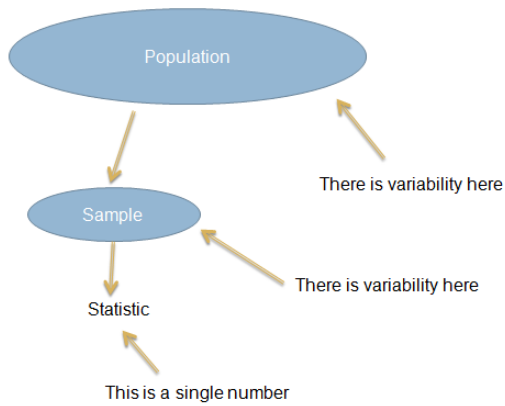 Population
There is variability here
Sample
There is variability here
Statistic
This is a single number